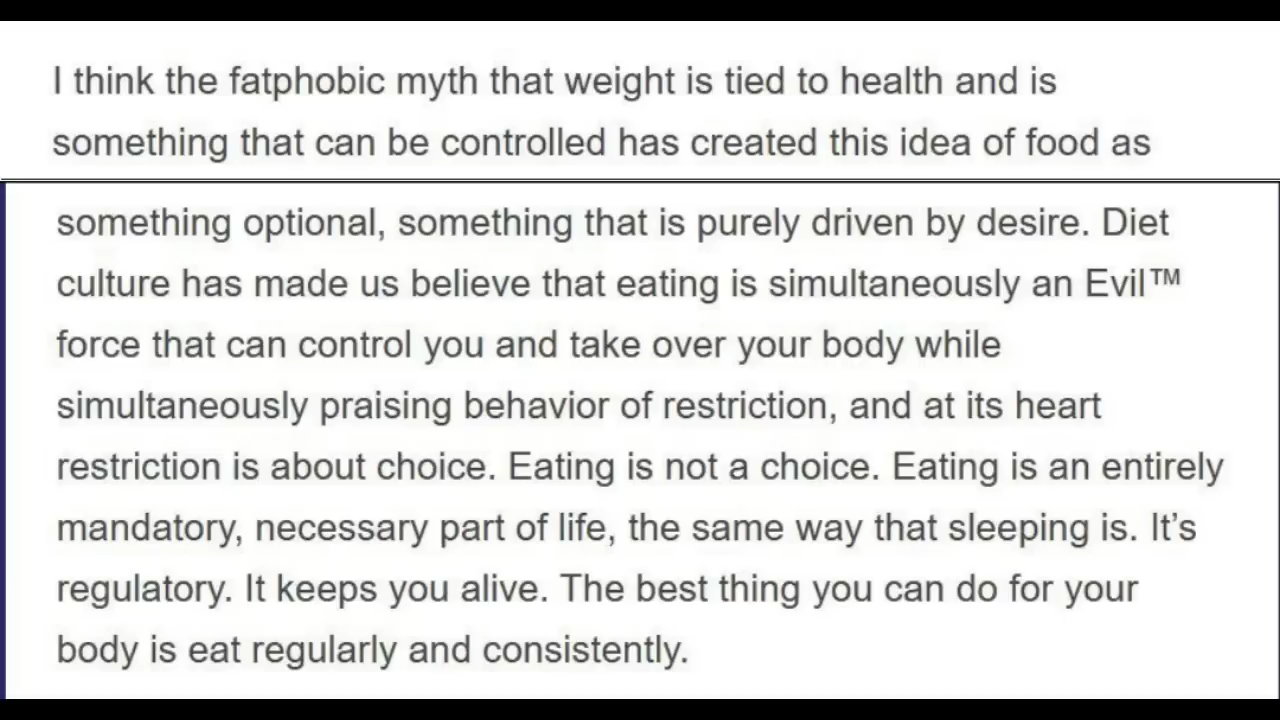 I think the fatphobic myth that weight is tied to health and is
something that can be controlled has created this idea of food as
something optional, something that is purely driven by desire. Diet
culture has made us believe that eating is simultaneously an Evil™
force that can control you and take over your body while
simultaneously praising behavior of restriction, and at its heart
restriction is about choice. Eating is not a choice. Eating is an entirely
mandatory, necessary part of life, the same way that sleeping is. It’s
regulatory. It keeps you alive. The best thing you can do for your
body is eat regularly and consistently.